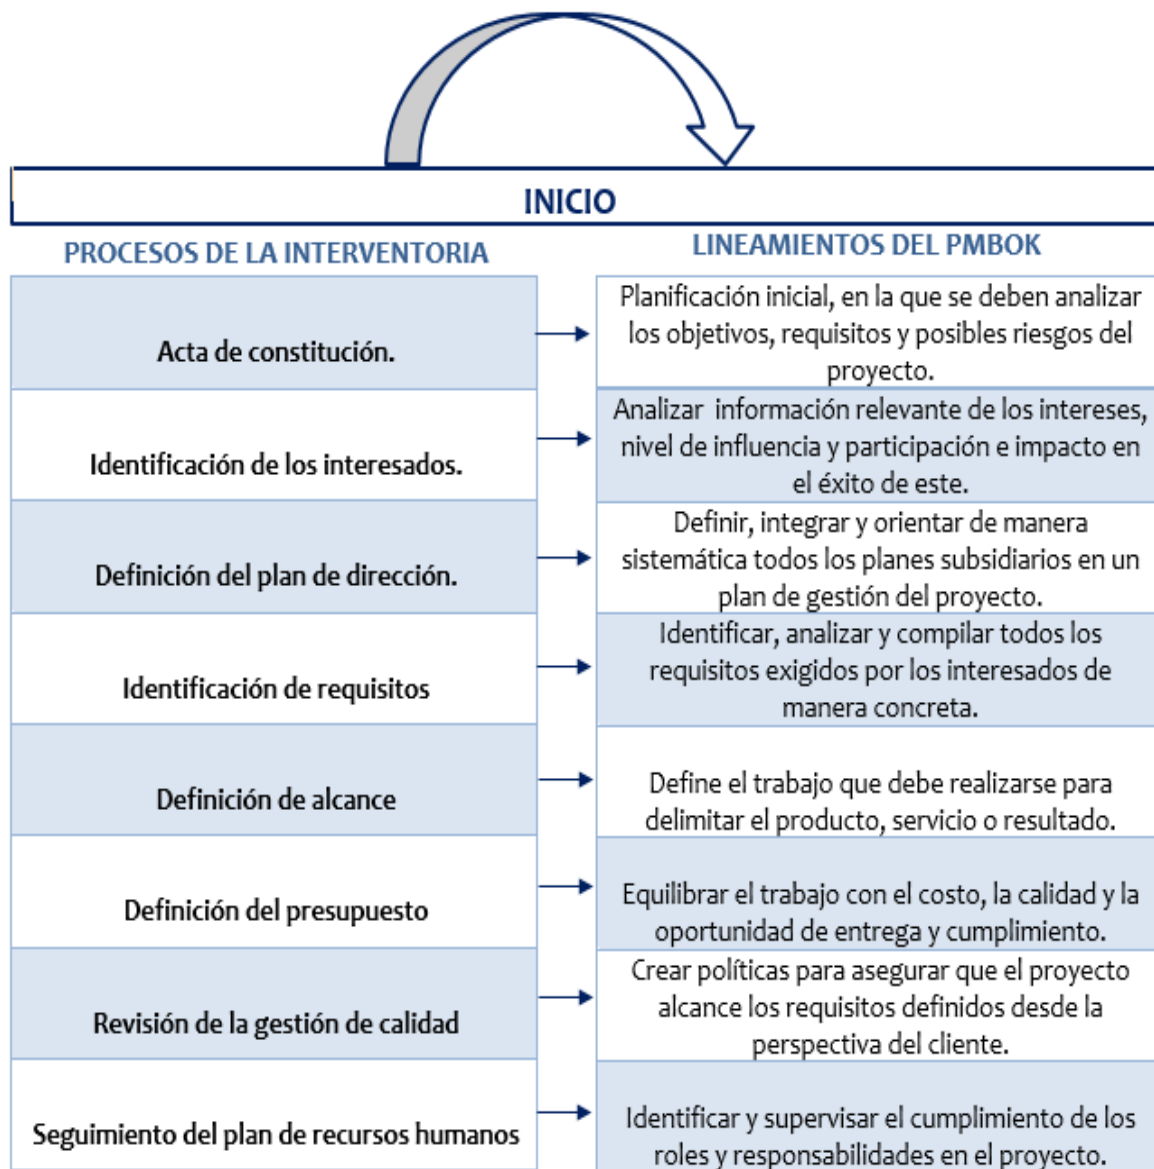 INICIO
PROCESOS DE LA INTERVENTORIA
LINEAMIENTOS DEL PMBOK
Acta de constitución.
Planificación inicial, en la que se deben analizar
los objetivos, requisitos y posibles riesgos del
proyecto.
Identificación de los interesados.
Analizar información relevante de los intereses,
nivel de influencia y participación e impacto en
el éxito de este.
Definición del plan de dirección.
Definir, integrar y orientar de manera
sistemática todos los planes subsidiarios en un
plan de gestión del proyecto.
Identificación de requisitos
Identificar, analizar y compilar todos los
requisitos exigidos por los interesados de
manera concreta.
Definición de alcance
Define el trabajo que debe realizarse para
delimitar el producto, servicio o resultado.
Definición del presupuesto
Equilibrar el trabajo con el costo, la calidad y la
oportunidad de entrega y cumplimiento.
Revisión de la gestión de calidad
Crear políticas para asegurar que el proyecto
alcance los requisitos definidos desde la
perspectiva del cliente.
Seguimiento del plan de recursos humanos
Identificar y supervisar el cumplimiento de los
roles y responsabilidades en el proyecto.